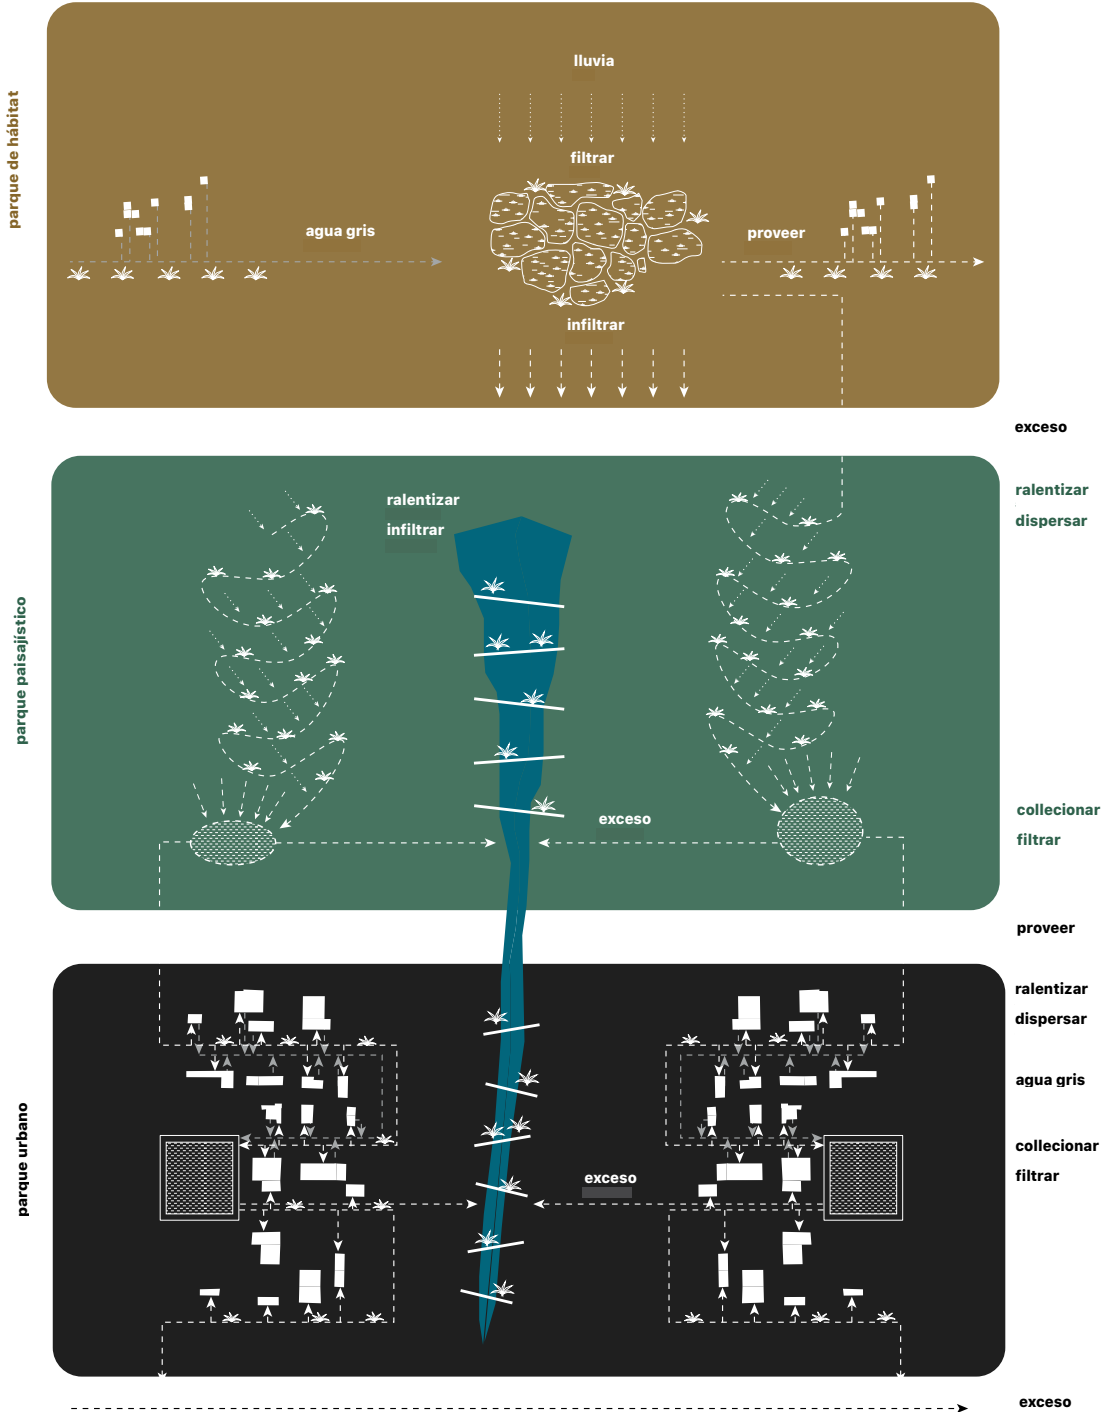 parque de hábitat
lluvia
filtrar
agua gris
proveer
infiltrar
exceso
parque paisajístico
ralentizar
infiltrar
ralentizar
dispersar
exceso
collecionar
filtrar
proveer
parque urbano
ralentizar
dispersar
agua gris
collecionar
filtrar
exceso
exceso